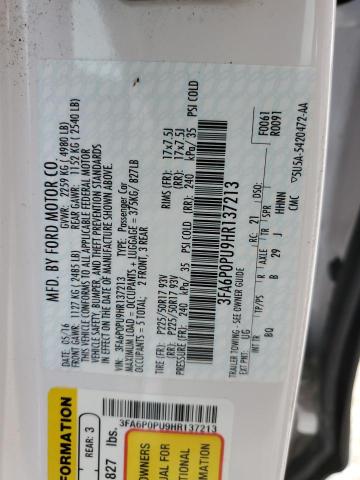 MFD. BY FORD MOTOR CO.
05/16 GVWR: 2259 KG (4980 LB)
FRONT GAWR: 1127 KG (2485 LB) REAR GAWR: 1152 KG (2540 LB)
THIS VEHICLE CONFORMS TO ALL APPLICABLE FEDERAL MOTOR VEHICLE
SAFETY, BUMPER, AND THEFT PREVENTION STANDARDS
IN EFFECT ON THE DATE OF MANUFACTURE SHOWN ABOVE
VIN: 3FA6P0PU9HR137213 TYPE: Passenger Car
MAXIMUM LOAD = OCCUPANTS + LUGGAGE = 375KG/ 827LB
OCCUPANTS = 5 TOTAL: 2 FRONT, 3 REAR
TIRE (FR): P225/50R17 93V RIMS (FR): 17x7.5J
TIRE (RR): P225/50R17 93V (RR): 17x7.5J
PRESSURE (FR): 240 kPa/ 35 PSI COLD (RR): 240 kPa/ 35 PSI COLD
3FA6P0PU9HR137213
F0061
R0091
TRAILER TOWING - SEE OWNER GUIDE
EXT PNT: UG RC: 21 DSO:
INT TR TP/PS R AXLE TR SPR
BQ B 29 J HHNN
CMC 5U5A-5420472-AA
3FA6P0PU9HR137213
FORMATION
REAR: 3
827 lbs.
OWNERS